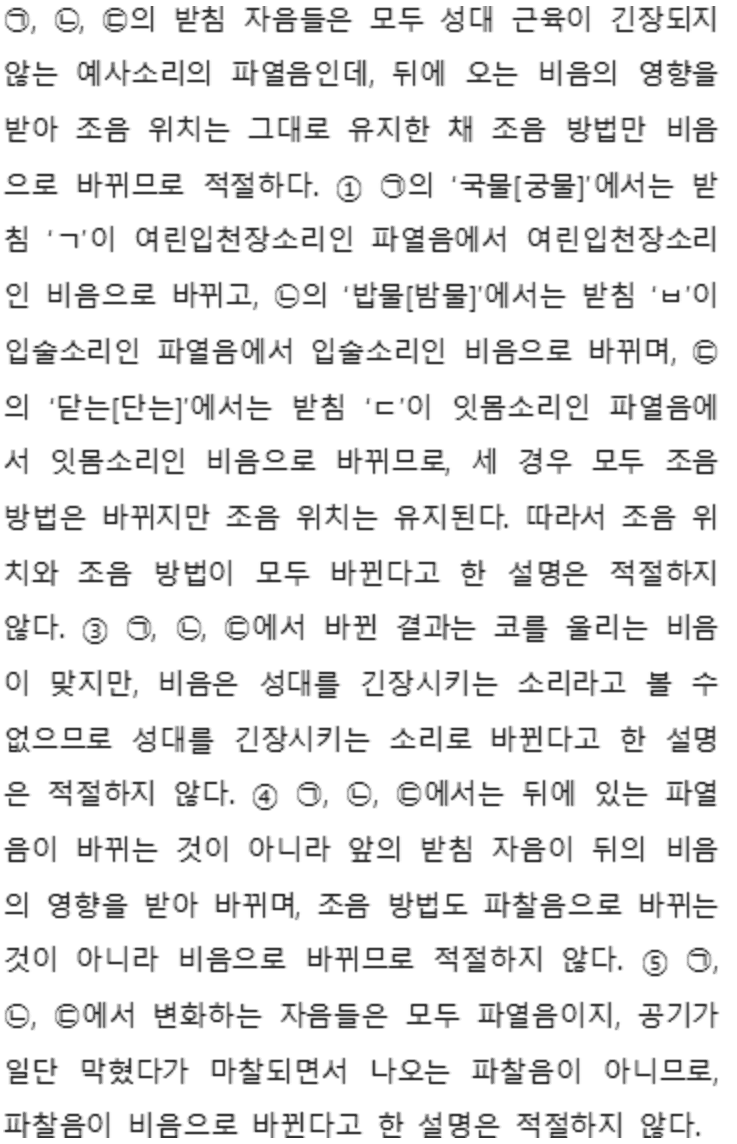 ㉠, ㉡, ㉢의 받침 자음들은 모두 성대 근육이 긴장되지
않는 예사소리의 파열음인데, 뒤에 오는 비음의 영향을
받아 조음 위치는 그대로 유지한 채 조음 방법만 비음
으로 바뀌므로 적절하다. ① ㉠의 ‘국물[궁물]’에서는 받
침 ‘ㄱ’이 여린입천장소리인 파열음에서 여린입천장소리
인 비음으로 바뀌고, ㉡의 ‘밥물[밤물]’에서는 받침 ‘ㅂ’이
입술소리인 파열음에서 입술소리인 비음으로 바뀌며, ㉢
의 ‘닫는[단는]’에서는 받침 ‘ㄷ’이 잇몸소리인 파열음에
서 잇몸소리인 비음으로 바뀌므로, 세 경우 모두 조음
방법은 바뀌지만 조음 위치는 유지된다. 따라서 조음 위
치와 조음 방법이 모두 바뀐다고 한 설명은 적절하지
않다. ③ ㉠, ㉡, ㉢에서 바뀐 결과는 코를 울리는 비음
이 맞지만, 비음은 성대를 긴장시키는 소리라고 볼 수
없으므로 성대를 긴장시키는 소리로 바뀐다고 한 설명
은 적절하지 않다. ④ ㉠, ㉡, ㉢에서는 뒤에 있는 파열
음이 바뀌는 것이 아니라 앞의 받침 자음이 뒤의 비음
의 영향을 받아 바뀌며, 조음 방법도 파찰음으로 바뀌는
것이 아니라 비음으로 바뀌므로 적절하지 않다. ⑤ ㉠,
㉡, ㉢에서 변화하는 자음들은 모두 파열음이지, 공기가
일단 막혔다가 마찰되면서 나오는 파찰음이 아니므로,
파찰음이 비음으로 바뀐다고 한 설명은 적절하지 않다.